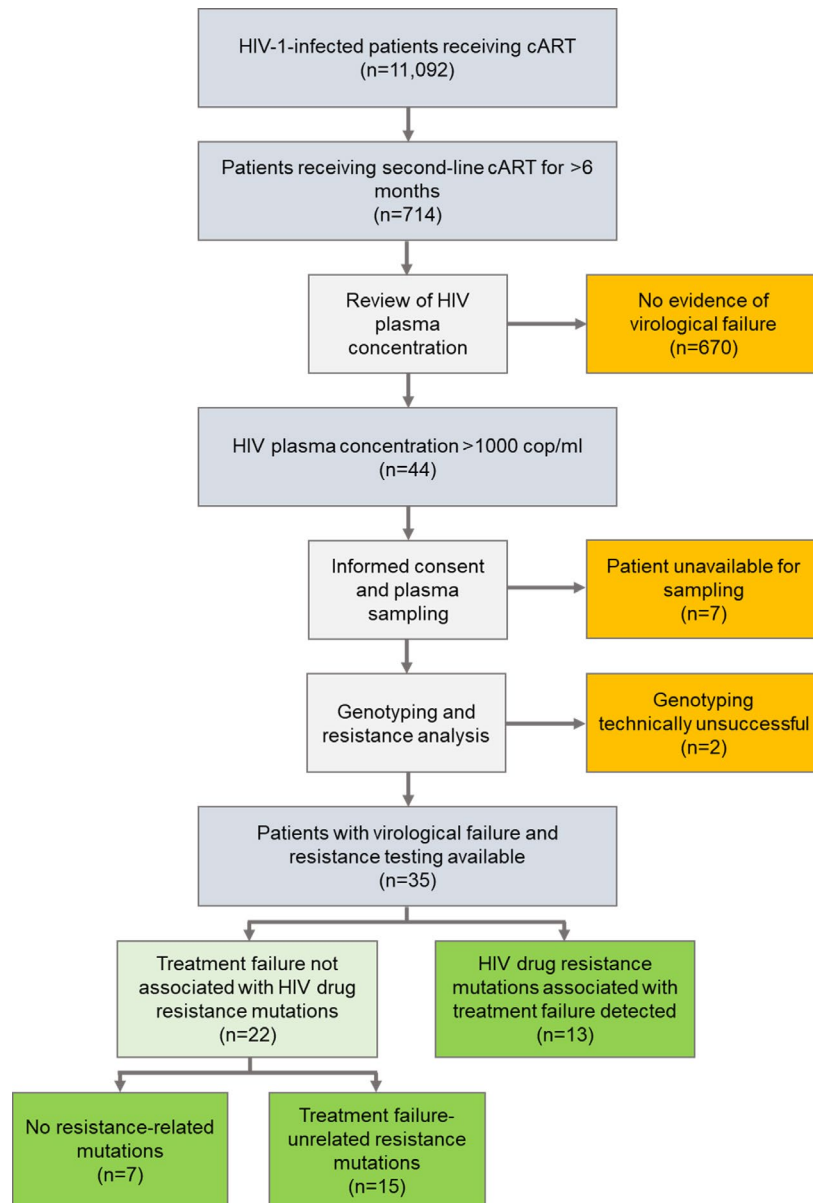 HIV-1-infected patients receiving cART
(n=11,092)
Patients receiving second-line cART for >6
months
(n=714)
Review of HIV
plasma
concentration
No evidence of
virological failure
(n=670)
HIV plasma concentration >1000 cop/ml
(n=44)
Informed consent
and plasma
sampling
Patient unavailable for
sampling
(n=7)
Genotyping and
resistance analysis
Genotyping
technically unsuccessful
(n=2)
Patients with virological failure and
resistance testing available
(n=35)
Treatment failure not
associated with HIV drug
resistance mutations
(n=22)
HIV drug resistance
mutations associated with
treatment failure detected
(n=13)
No resistance-related
mutations
(n=7)
Treatment failure-
unrelated resistance
mutations
(n=15)